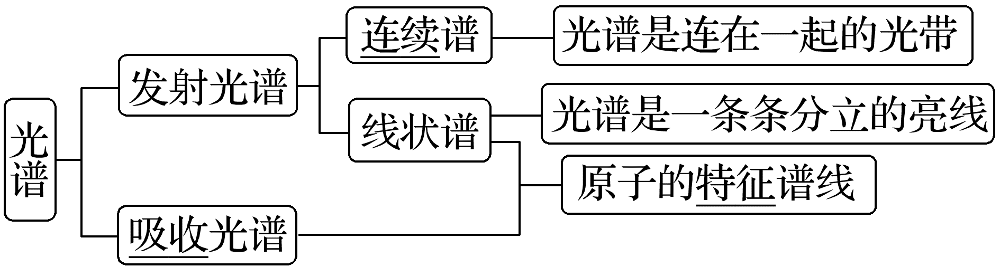 光谱
发射光谱
连续谱
光谱是连在一起的光带
线状谱
光谱是一条条分立的亮线
原子的特征谱线
吸收光谱